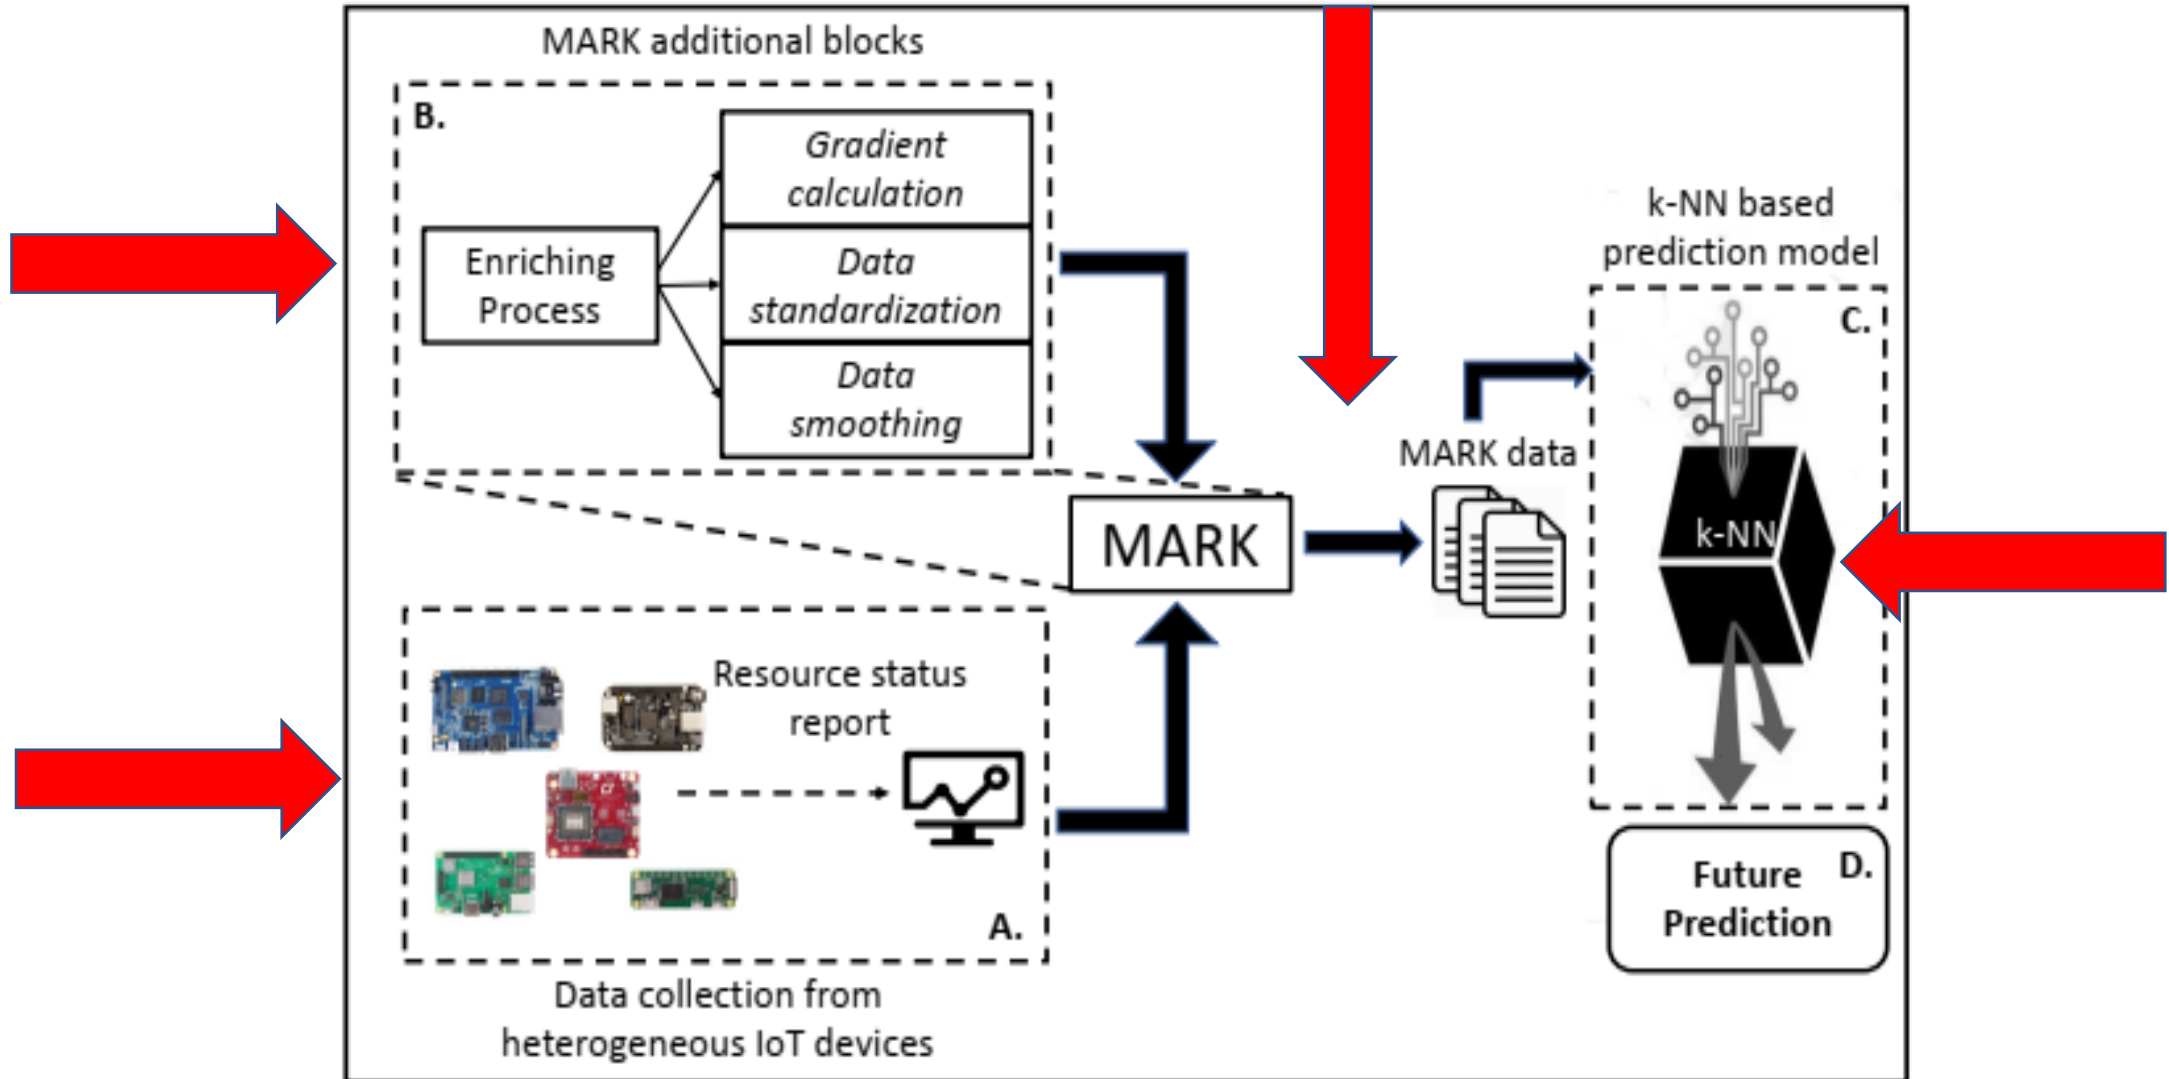 MARK additional blocks
B.
Gradient
calculation
Enriching
Process
Data
standardization
Data
smoothing
MARK
Resource status
report
A.
Data collection from
heterogeneous IoT devices
MARK data
k-NN based
prediction model
C.
k-NN
D.
Future
Prediction